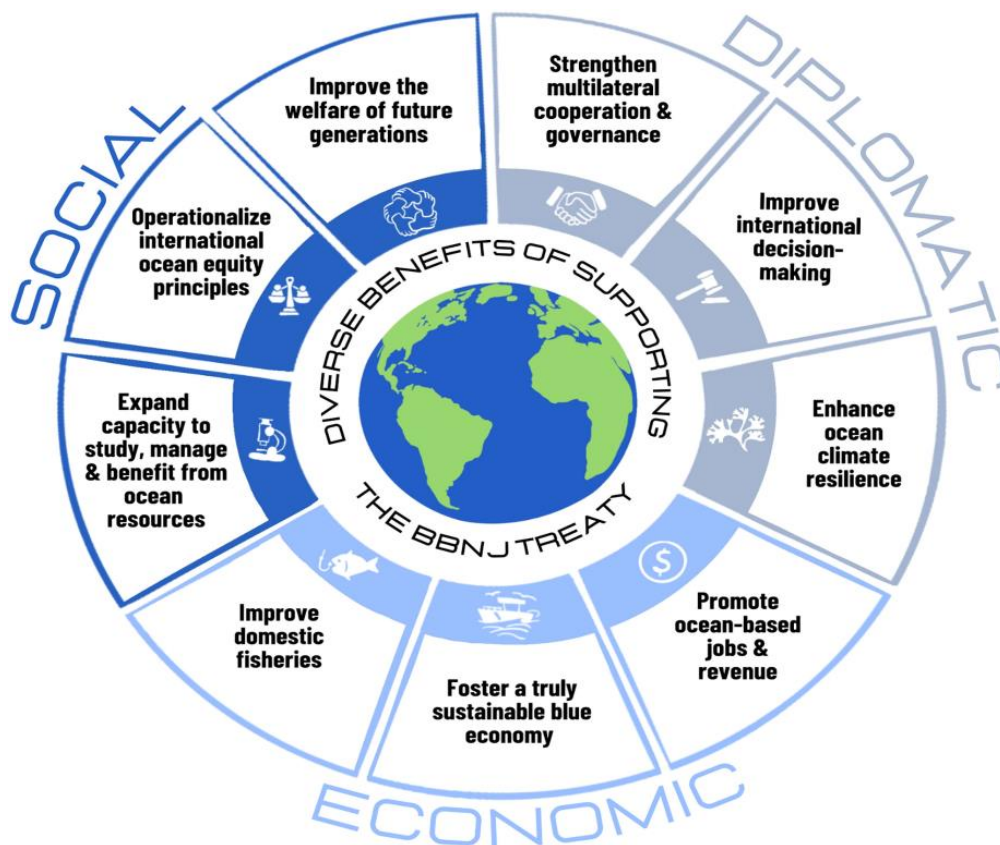 SOCIAL
DIPLOMATIC
ECONOMIC
DIVERSE BENEFITS OF SUPPORTING
THE BBNJ TREATY
Improve the
welfare of future
generations
Strengthen
multilateral
cooperation &
governance
Improve
international
decision-
making
Enhance
ocean
climate
resilience
Promote
ocean-based
jobs &
revenue
Foster a truly
sustainable blue
economy
Improve
domestic
fisheries
Expand
capacity to
study, manage
& benefit from
ocean
resources
Operationalize
international
ocean equity
principles
$